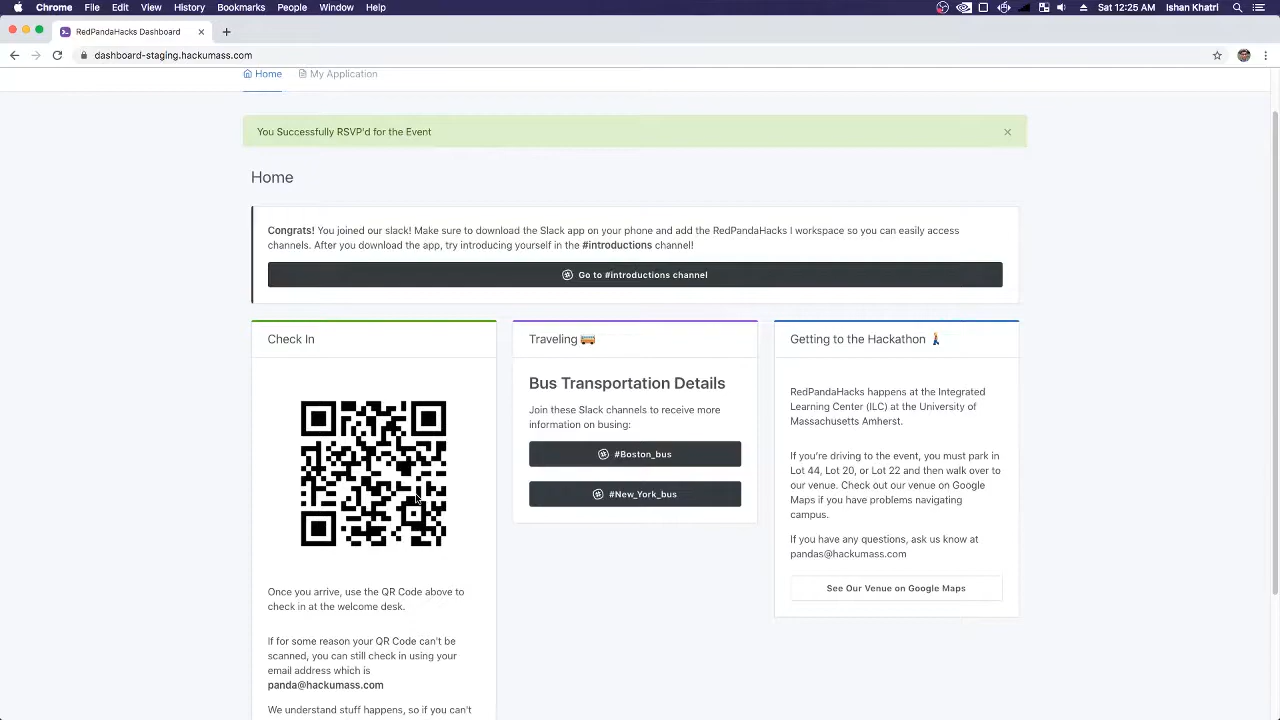 Chrome File Edit View History Bookmarks People Window Help
Sat 12:25 AM Ishan Khatri
RedPandaHacks Dashboard
dashboard-staging.hackumass.com
Home My Application
You Successfully RSVP'd for the Event
Home
Congrats! You joined our slack! Make sure to download the Slack app on your phone and add the RedPandaHacks I workspace so you can easily access
channels. After you download the app, try introducing yourself in the #introductions channel!
Go to #introductions channel
Check In
Once you arrive, use the QR Code above to
check in at the welcome desk.
If for some reason your QR Code can't be
scanned, you can still check in using your
email address which is
panda@hackumass.com
We understand stuff happens, so if you can't
Traveling
Bus Transportation Details
Join these Slack channels to receive more
information on busing:
#Boston_bus
#New_York_bus
Getting to the Hackathon
RedPandaHacks happens at the Integrated
Learning Center (ILC) at the University of
Massachusetts Amherst.
If you're driving to the event, you must park in
Lot 44, Lot 20, or Lot 22 and then walk over to
our venue. Check out our venue on Google
Maps if you have problems navigating
campus.
If you have any questions, ask us know at
pandas@hackumass.com
See Our Venue on Google Maps